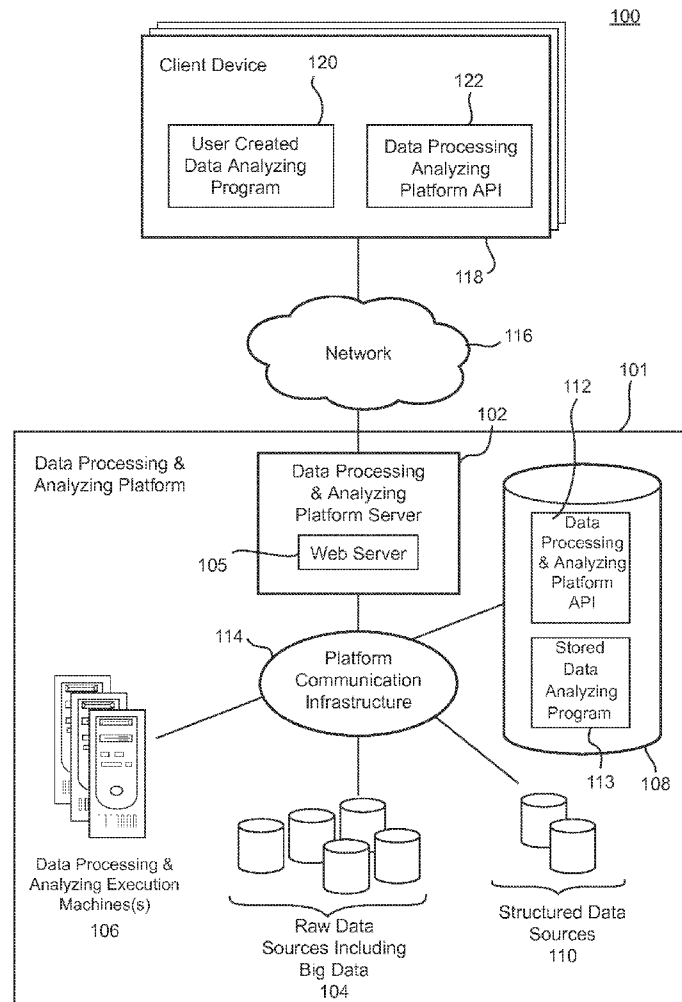 100
Client Device
120
122
User Created
Data Analyzing
Program
Data Processing
Analyzing
Platform API
118
Network
116
101
112
102
Data Processing &
Analyzing Platform
Data Processing
& Analyzing
Platform Server
Web Server
105
Data
Processing
& Analyzing
Platform
API
114
Platform
Communication
Infrastructure
Stored
Data
Analyzing
Program
113
108
Data Processing &
Analyzing Execution
Machines(s)
106
Raw Data
Sources Including
Big Data
104
Structured Data
Sources
110